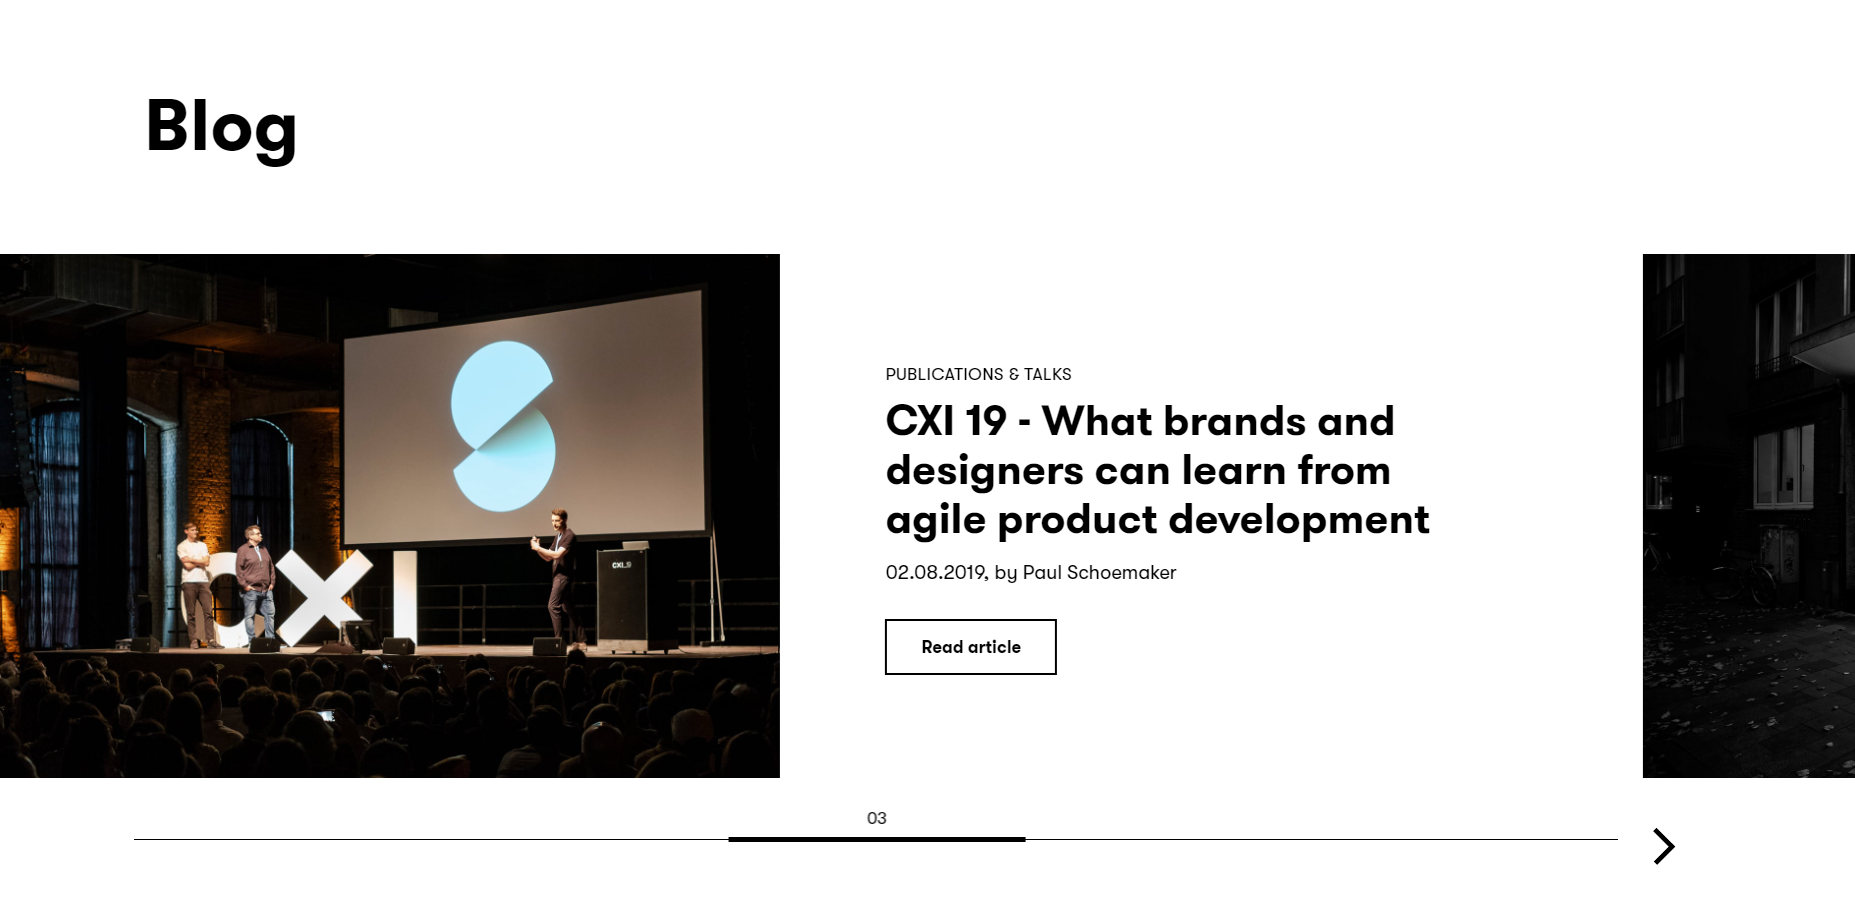 Blog
CXI
CXI_19
PUBLICATIONS & TALKS
CXI 19 - What brands and
designers can learn from
agile product development
02.08.2019, by Paul Schoemaker
Read article
03